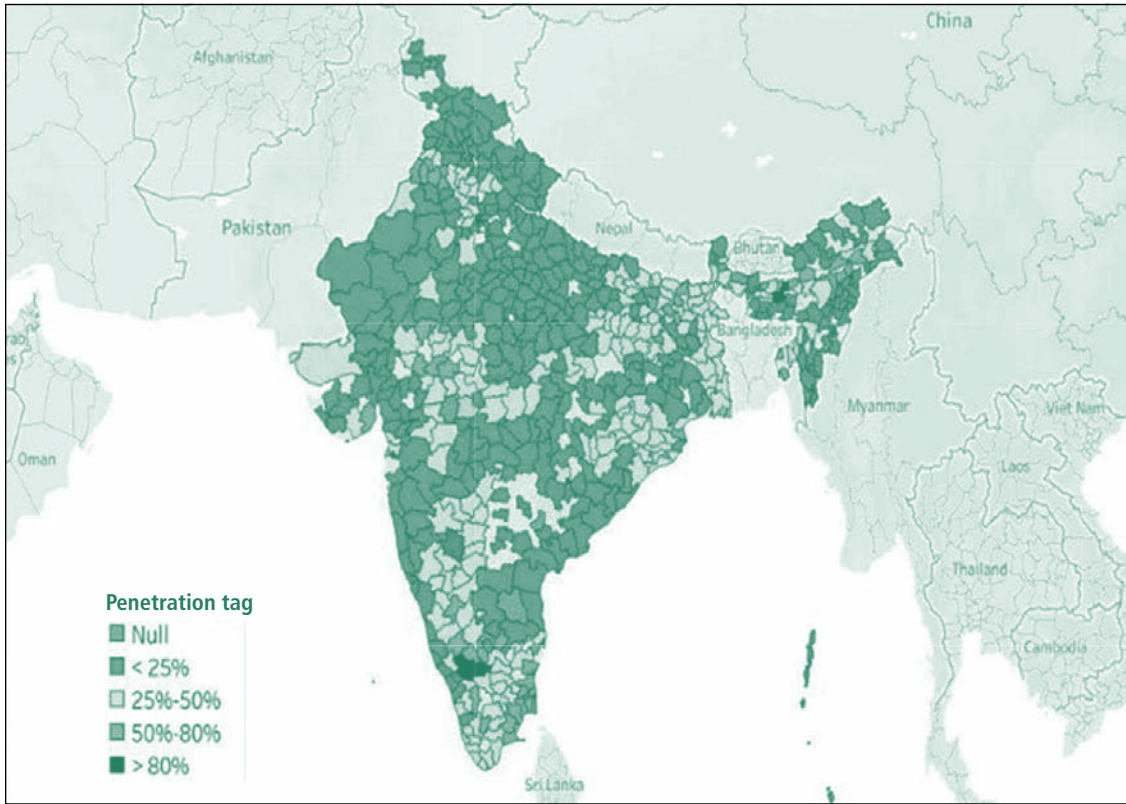 China
Afghanistan
Pakistan
Nepal
Bhutan
Bangladesh
Myanmar
Viet Nam
Laos
Oman
Thailand
Cambodia
Sri Lanka
Penetration tag
Null
< 25%
25%-50%
50%-80%
> 80%